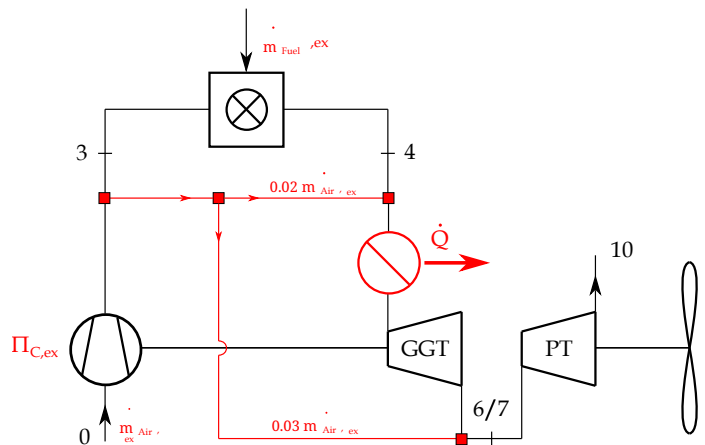 ṁ Fuel ,ex
3
4
0.02 ṁ Air , ex
Q̇
10
Π C,ex
GGT
PT
6/7
0
ṁ Air ,
ex
0.03 ṁ Air , ex